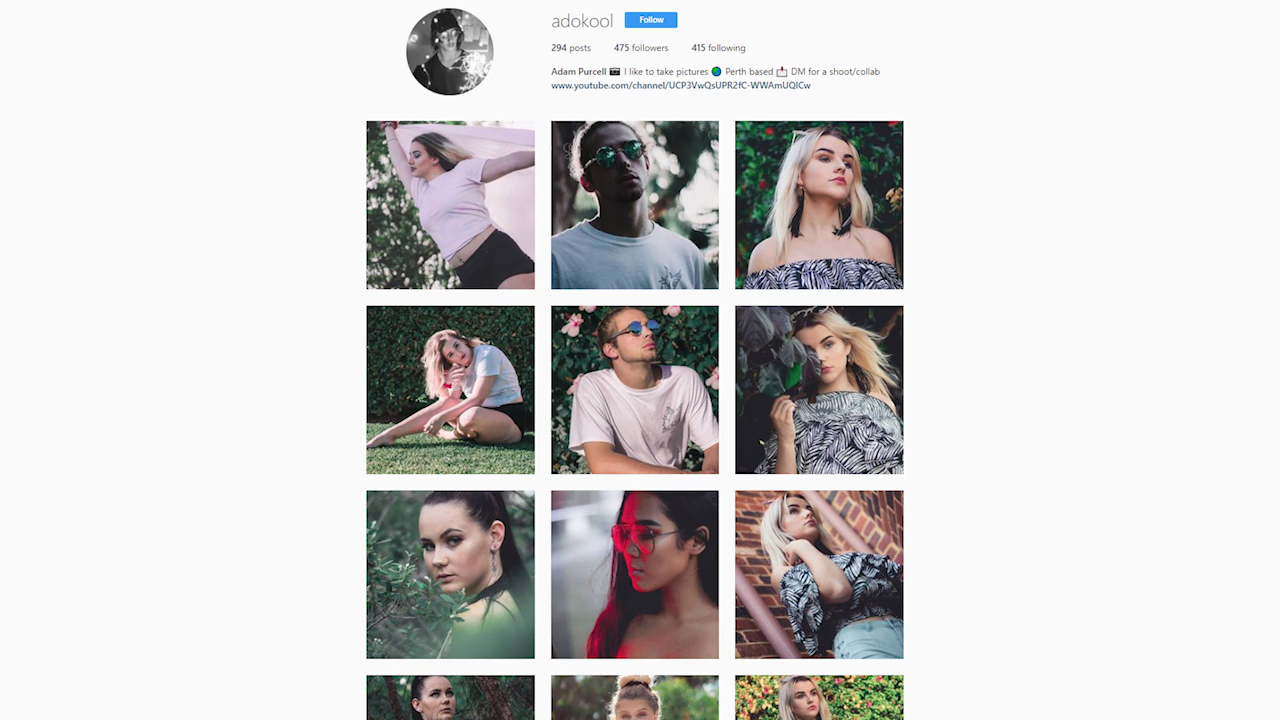 adokool Follow
294 posts 475 followers 415 following
Adam Purcell 📷 I like to take pictures 🌏 Perth based 📩 DM for a shoot/collab
www.youtube.com/channel/UCP3VwQsUPR2fC-WWAmUQICw